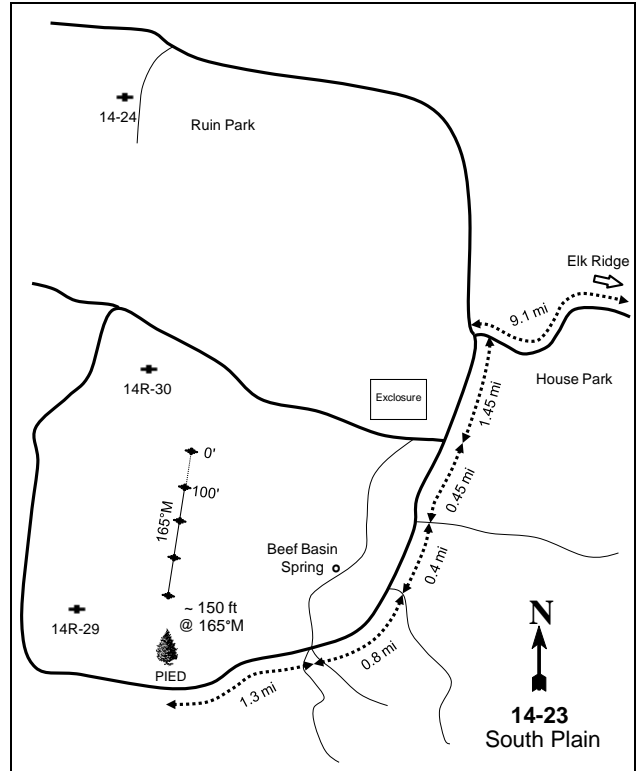 14-24
Ruin Park
Elk Ridge
9.1 mi
14R-30
Exclosure
House Park
1.45 mi
0'
100'
165°M
0.45 mi
Beef Basin
Spring
0.4 mi
14R-29
~ 150 ft
@ 165°M
PIED
0.8 mi
1.3 mi
N
14-23
South Plain